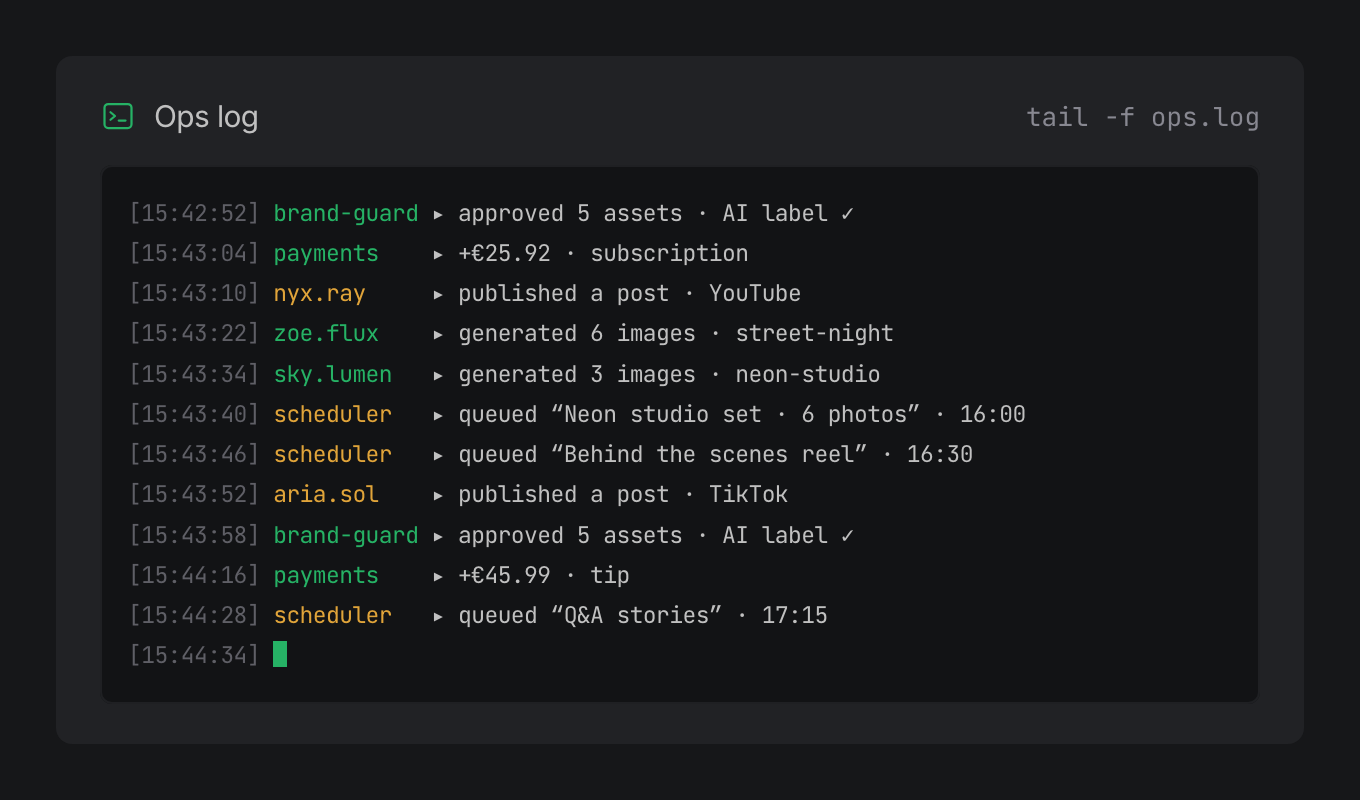 Ops log
tail -f ops.log
[15:42:52] brand-guard ▸ approved 5 assets · AI label ✓
[15:43:04] payments ▸ +€25.92 · subscription
[15:43:10] nyx.ray ▸ published a post · YouTube
[15:43:22] zoe.flux ▸ generated 6 images · street-night
[15:43:34] sky.lumen ▸ generated 3 images · neon-studio
[15:43:40] scheduler ▸ queued “Neon studio set · 6 photos” · 16:00
[15:43:46] scheduler ▸ queued “Behind the scenes reel” · 16:30
[15:43:52] aria.sol ▸ published a post · TikTok
[15:43:58] brand-guard ▸ approved 5 assets · AI label ✓
[15:44:16] payments ▸ +€45.99 · tip
[15:44:28] scheduler ▸ queued “Q&A stories” · 17:15
[15:44:34]